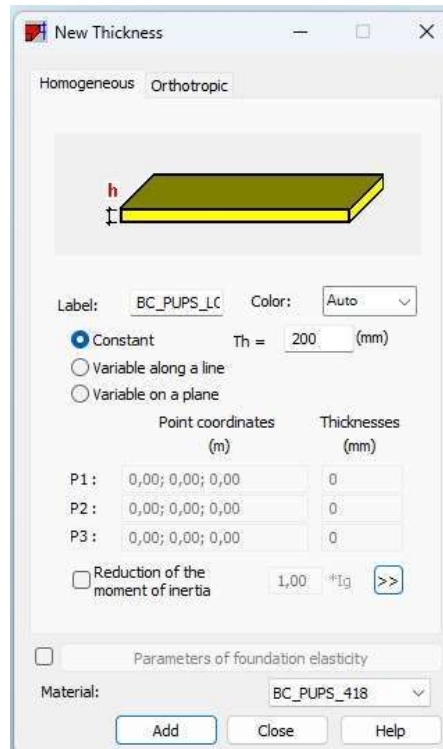 New Thickness
Homogeneous Orthotropic
h
Label: BC_PUPS_LC Color: Auto
Constant Th = 200 (mm)
Variable along a line
Variable on a plane
Point coordinates Thicknesses
(m) (mm)
P1 : 0,00; 0,00; 0,00 0
P2 : 0,00; 0,00; 0,00 0
P3 : 0,00; 0,00; 0,00 0
Reduction of the
moment of inertia 1,00 *Ig >>
Parameters of foundation elasticity
Material: BC_PUPS_418
Add Close Help